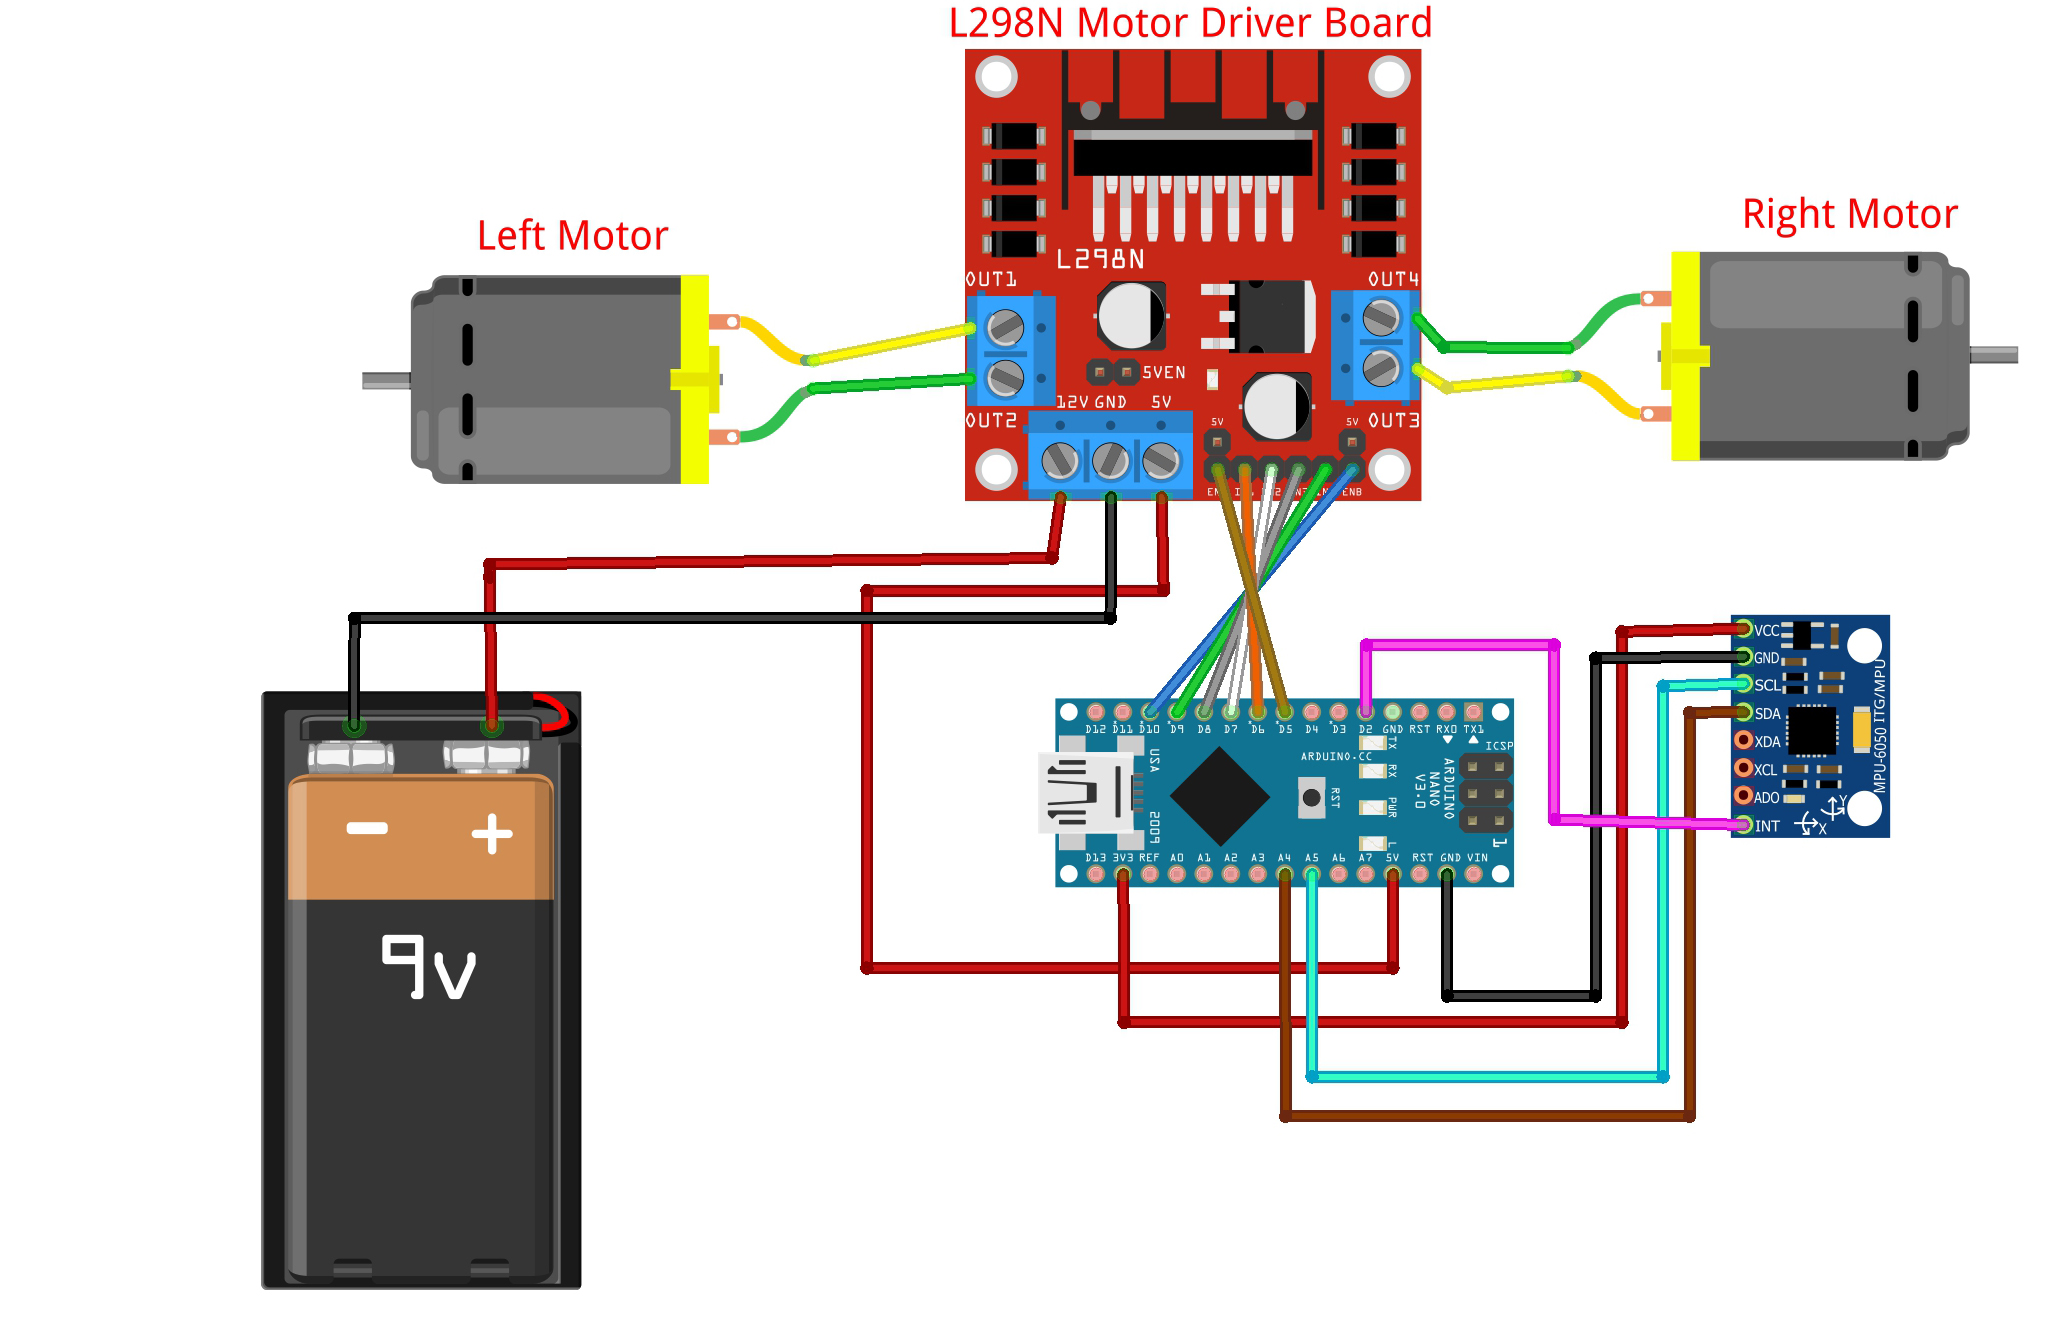 L298N Motor Driver Board
Left Motor
Right Motor
L298N
OUT1
OUT4
5VEN
12V GND 5V
OUT2
5V
5V
OUT3
ENB
VCC
GND
SCL
SDA
XDA
XCL
ADO
INT
MPU-6050 ITG/MPU
X
Y
D12 D11 D10 D9 D8 D7 D6 D5 D4 D3 D2 GND RST RX0 TX1
USA
2009
ARDUINO.CC
RST
TX
RX
PWR
L
ARDUINO
NANO
V3.0
ICSP
1
D13 3V3 REF A0 A1 A2 A3 A4 A5 A6 A7 5V RST GND VIN
- +
9v